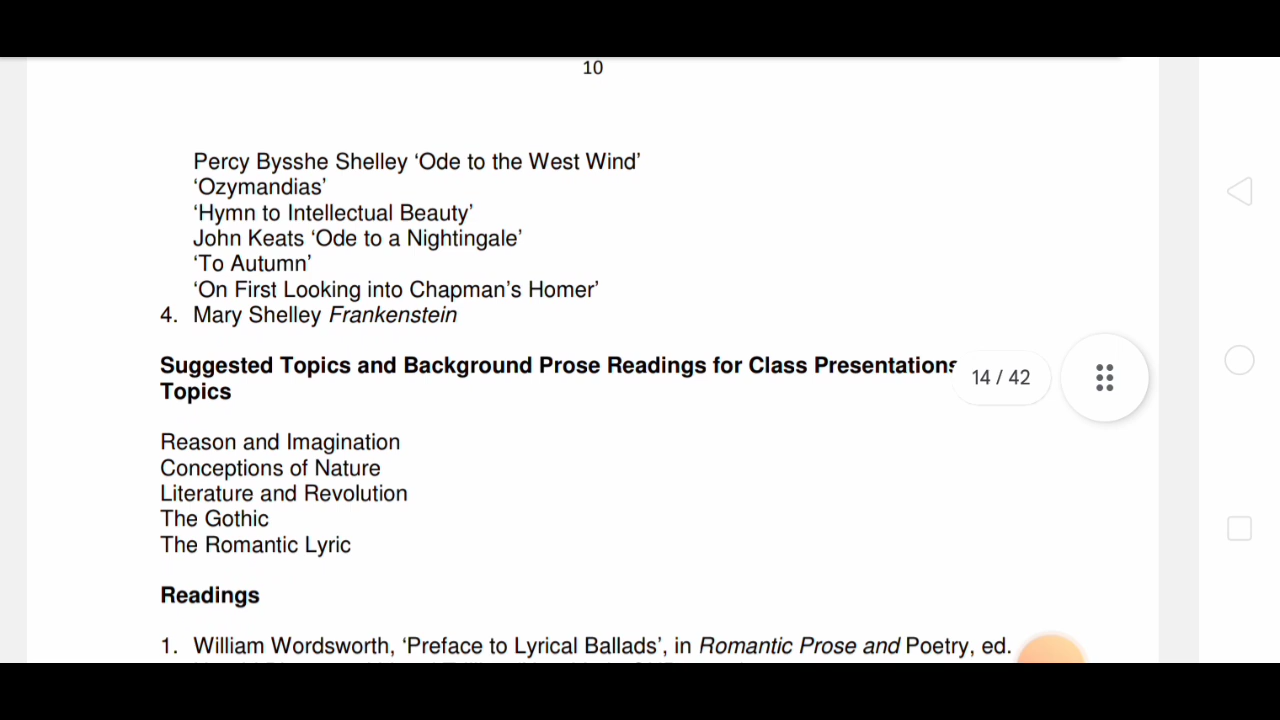 10
Percy Bysshe Shelley ‘Ode to the West Wind’
‘Ozymandias’
‘Hymn to Intellectual Beauty’
John Keats ‘Ode to a Nightingale’
‘To Autumn’
‘On First Looking into Chapman’s Homer’
4. Mary Shelley Frankenstein
Suggested Topics and Background Prose Readings for Class Presentations
Topics
14 / 42
Reason and Imagination
Conceptions of Nature
Literature and Revolution
The Gothic
The Romantic Lyric
Readings
1. William Wordsworth, ‘Preface to Lyrical Ballads’, in Romantic Prose and Poetry, ed.